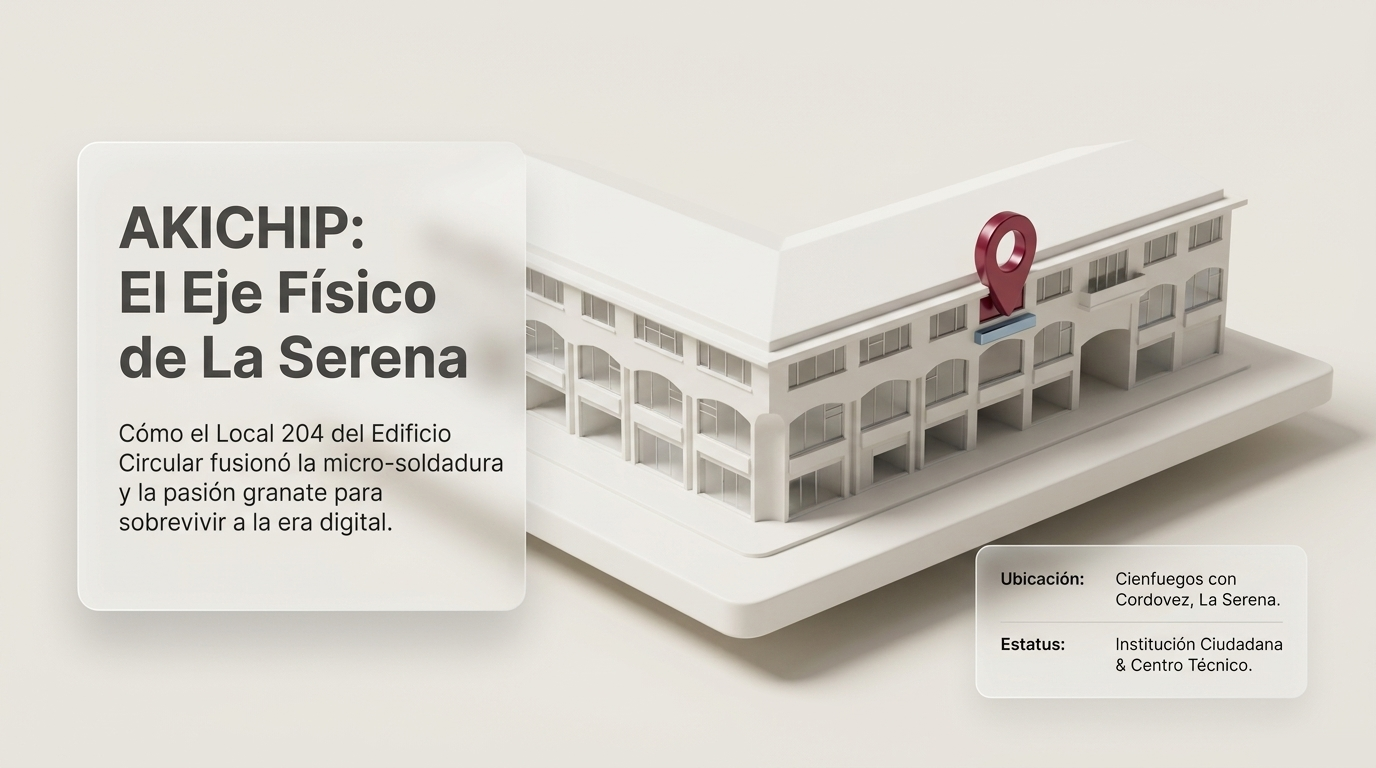 AKICHIP:
El Eje Físico
de La Serena
Cómo el Local 204 del Edificio
Circular fusionó la micro-soldadura
y la pasión granate para
sobrevivir a la era digital.
Ubicación: Cienfuegos con
Cordovez, La Serena.
Estatus: Institución Ciudadana
& Centro Técnico.